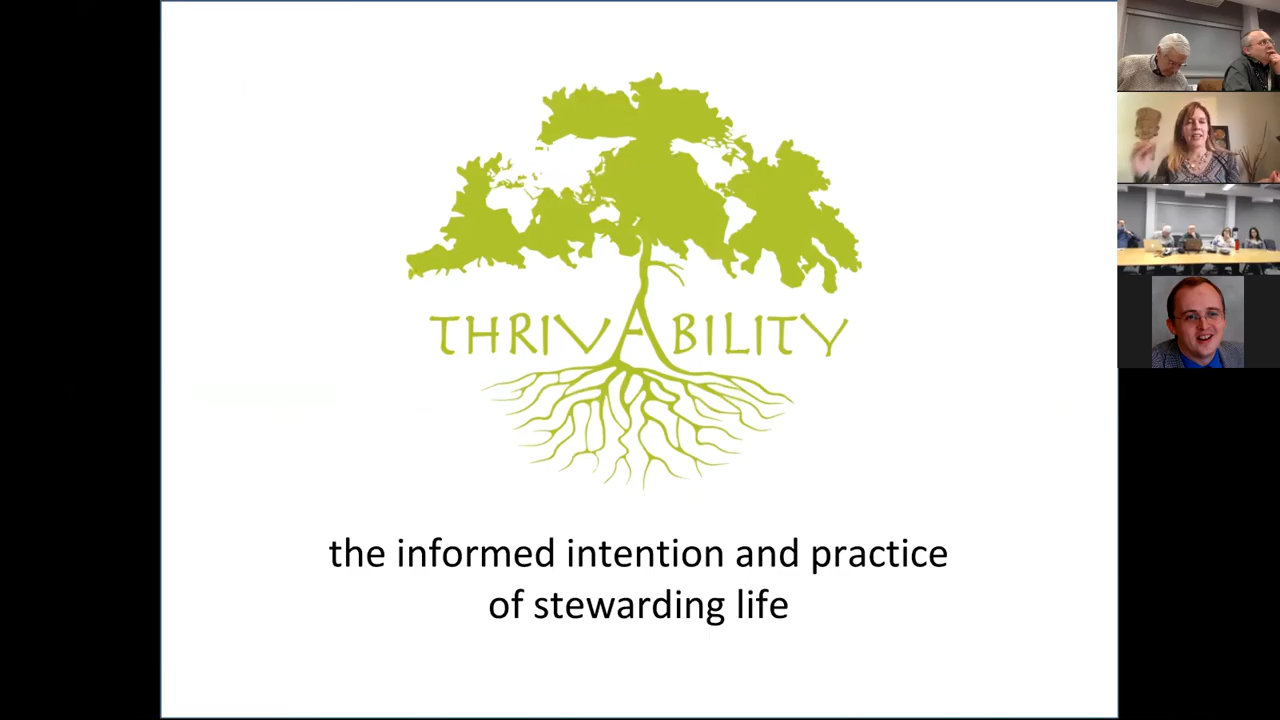 THRIVABILITY
the informed intention and practice
of stewarding life